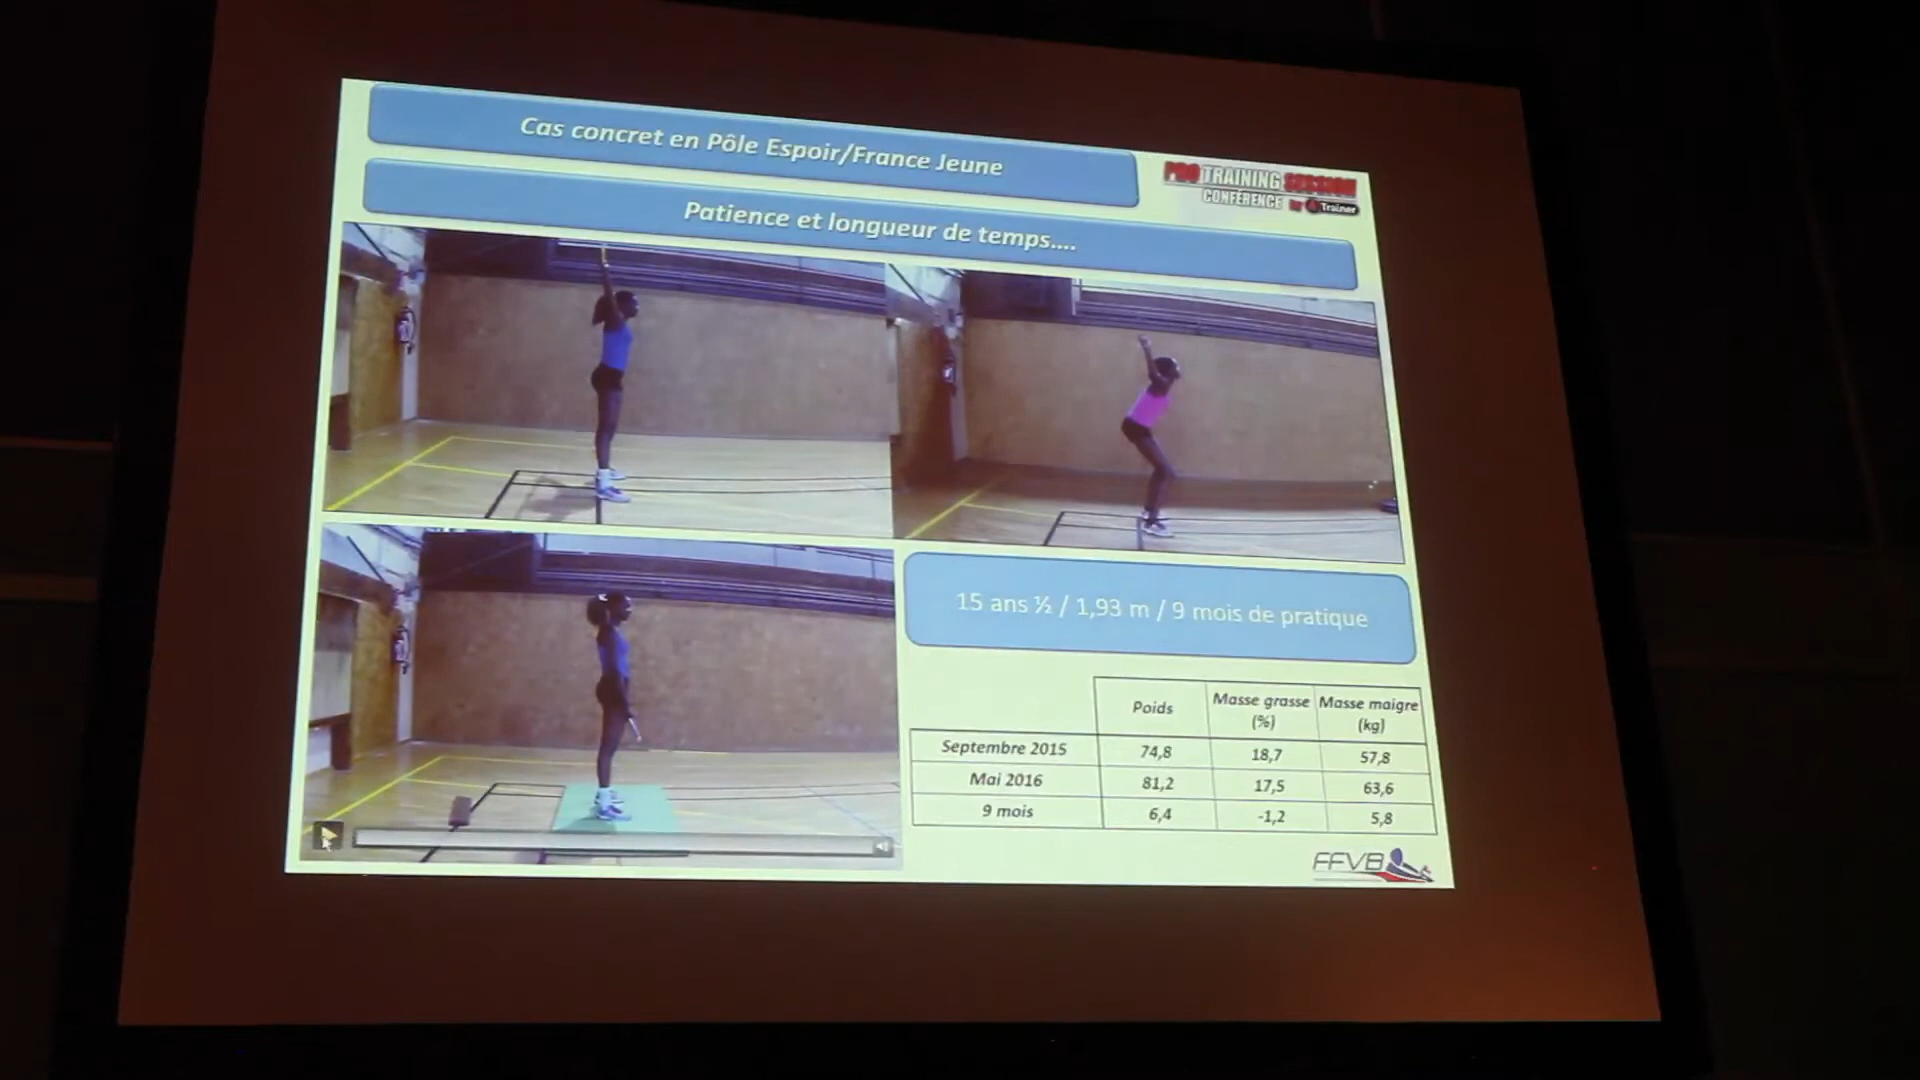 Cas concret en Pôle Espoir/France Jeune
PRO TRAINING SESSION
CONFÉRENCE by 4Trainer
Patience et longueur de temps....
15 ans ½ / 1,93 m / 9 mois de pratique
Poids Masse grasse (%) Masse maigre (kg)
Septembre 2015 74,8 18,7 57,8
Mai 2016 81,2 17,5 63,6
9 mois 6,4 -1,2 5,8
FFVB